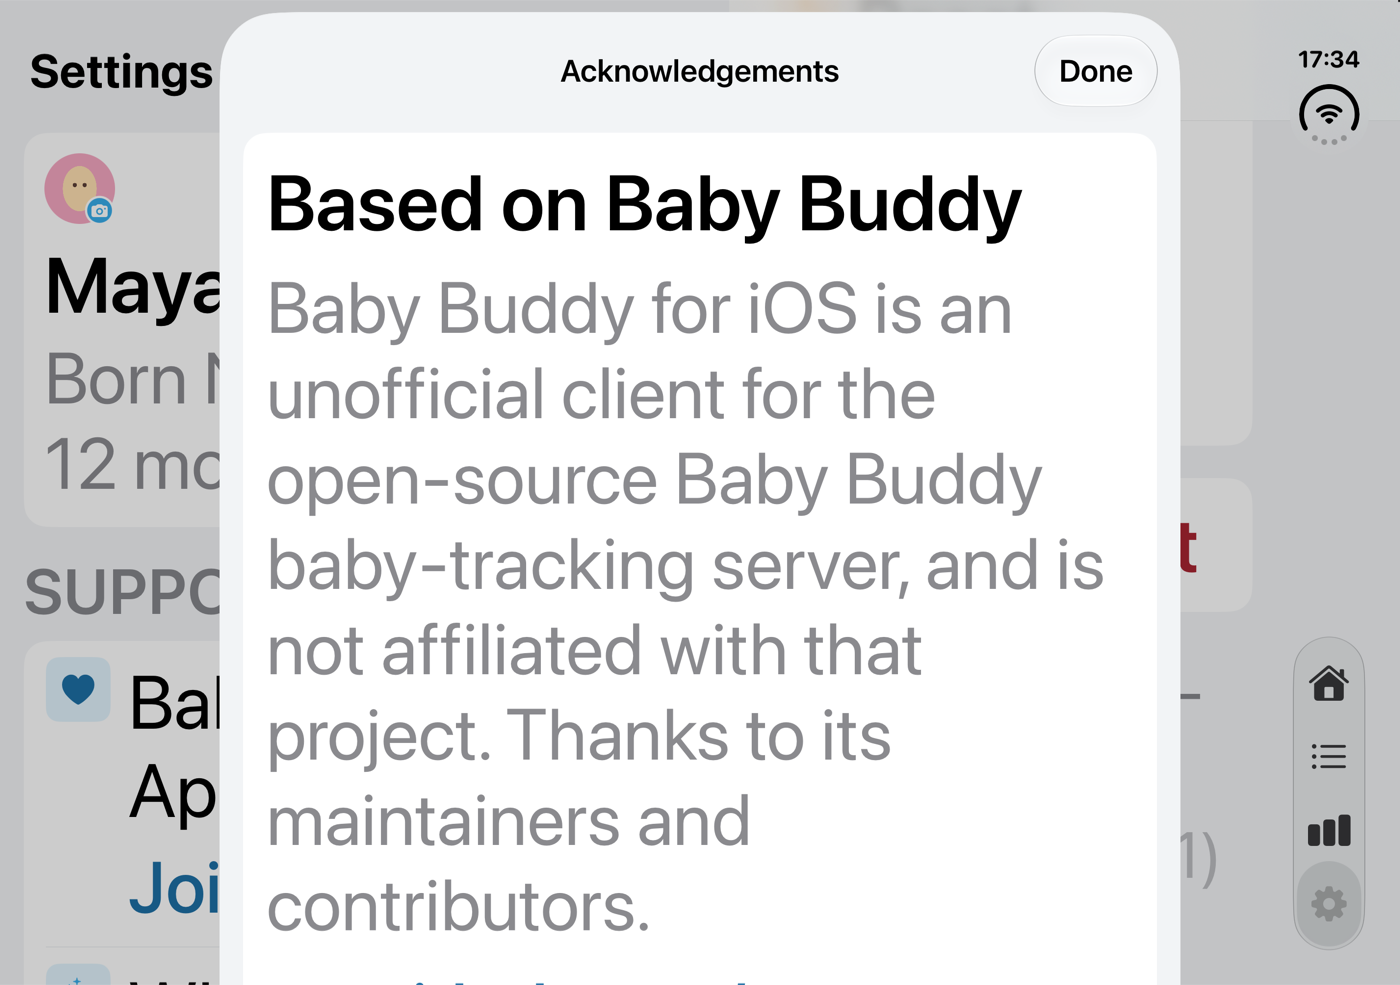 Settings
Acknowledgements
Done
17:34
Based on Baby Buddy
Baby Buddy for iOS is an
unofficial client for the
open-source Baby Buddy
baby-tracking server, and is
not affiliated with that
project. Thanks to its
maintainers and
contributors.
Maya
Born
12 mo
SUPPO
Ap
Joi
t
1)